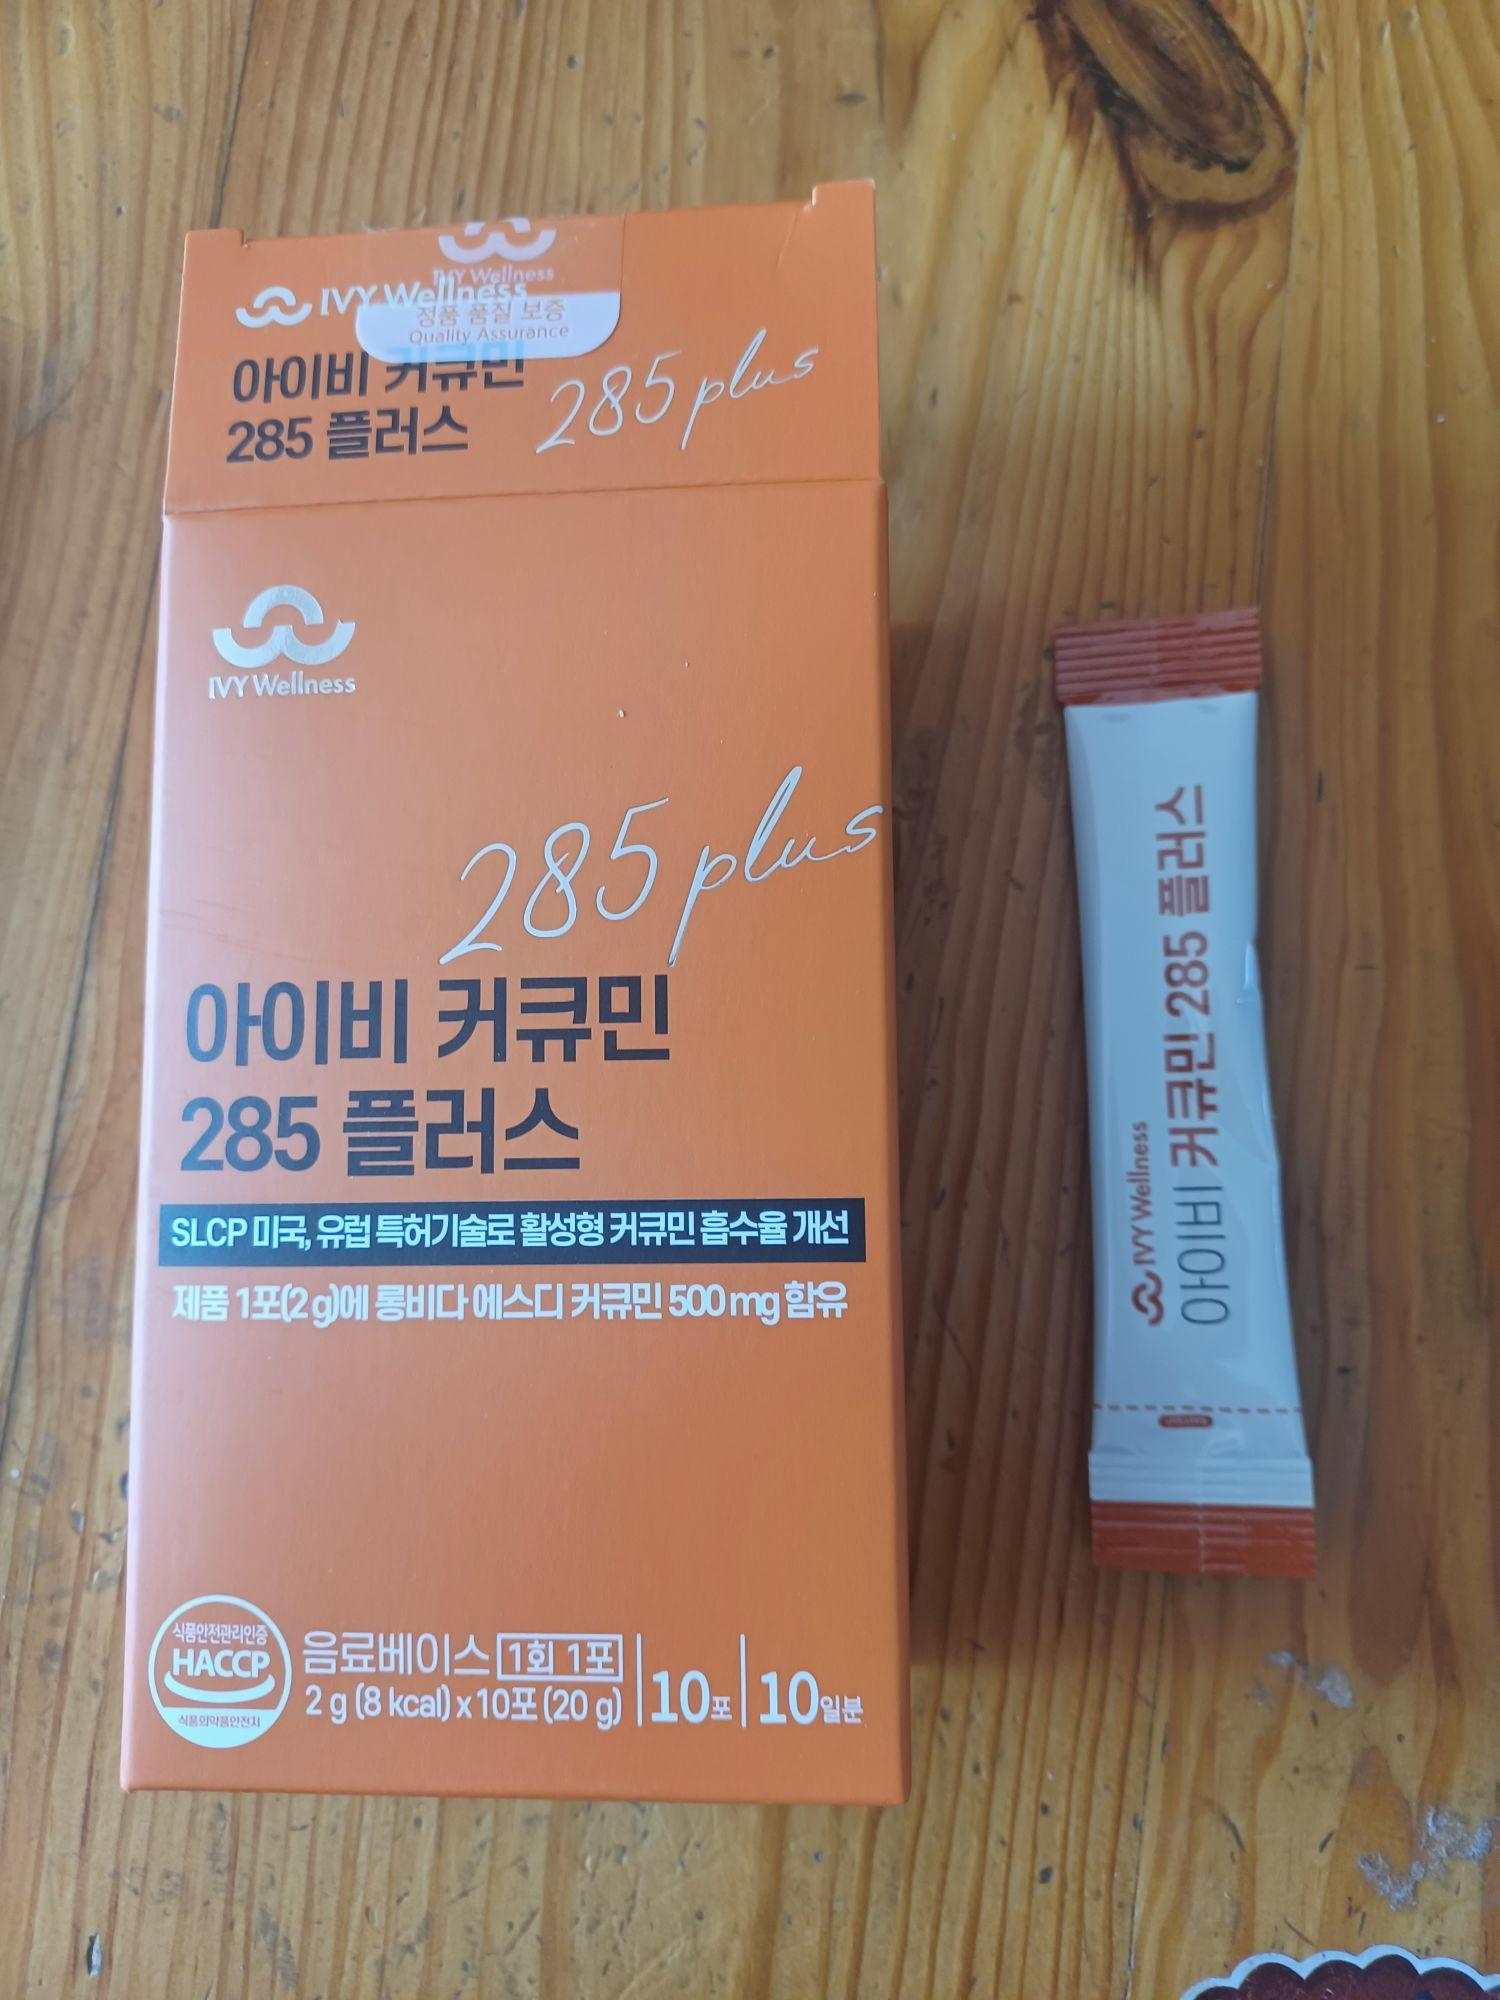 IVY Wellness
정품 품질 보증
Quality Assurance
IVY Wellness
아이비 커큐민
285 플러스
285 plus
IVY Wellness
285 plus
아이비 커큐민
285 플러스
SLCP 미국, 유럽 특허기술로 활성형 커큐민 흡수율 개선
제품 1포(2 g)에 롱비다 에스디 커큐민 500 mg 함유
식품안전관리인증
HACCP
식품의약품안전처
음료베이스 1회 1포
2 g (8 kcal) x 10포 (20 g)
10포
10일분
IVY Wellness
아이비 커큐민 285 플러스